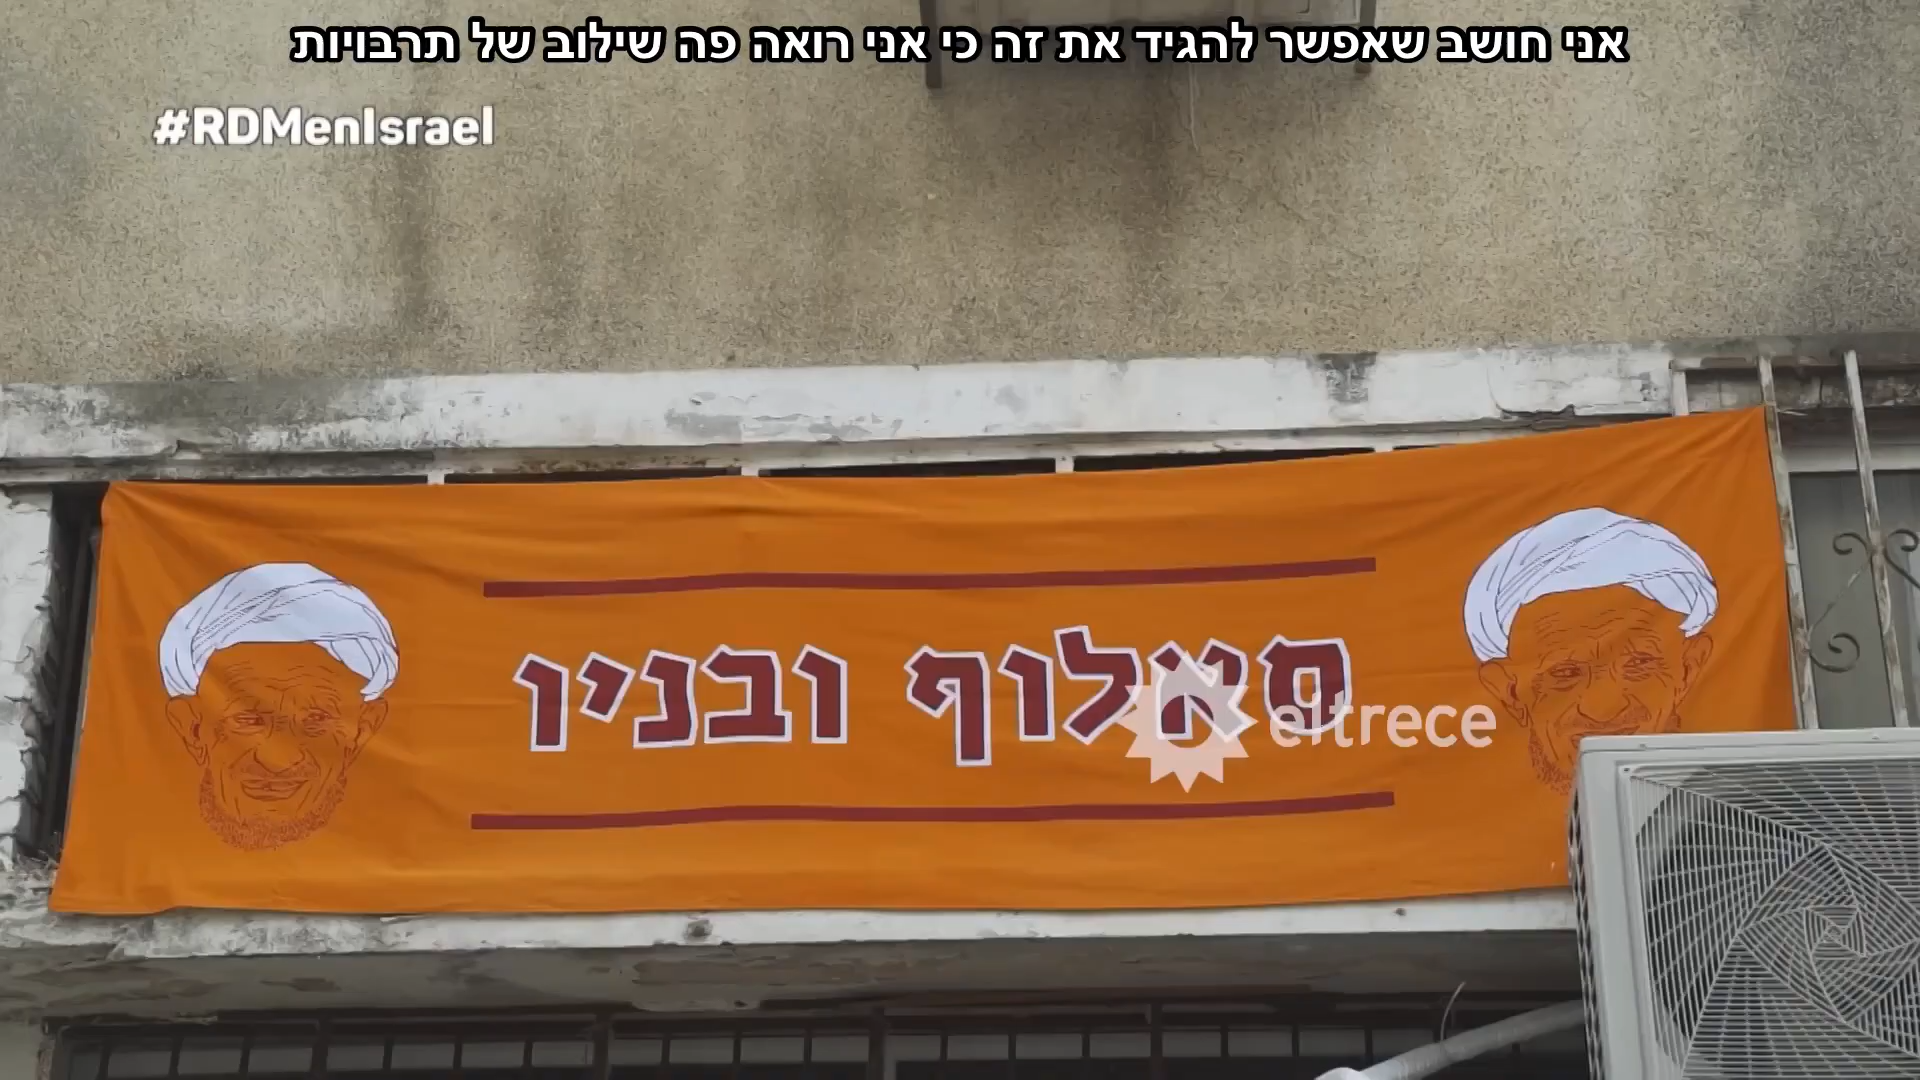 אני חושב שאפשר להגיד את זה כי אני רואה פה שילוב של תרבויות
#RDMenIsrael
סאלוף ובניו
eltrece